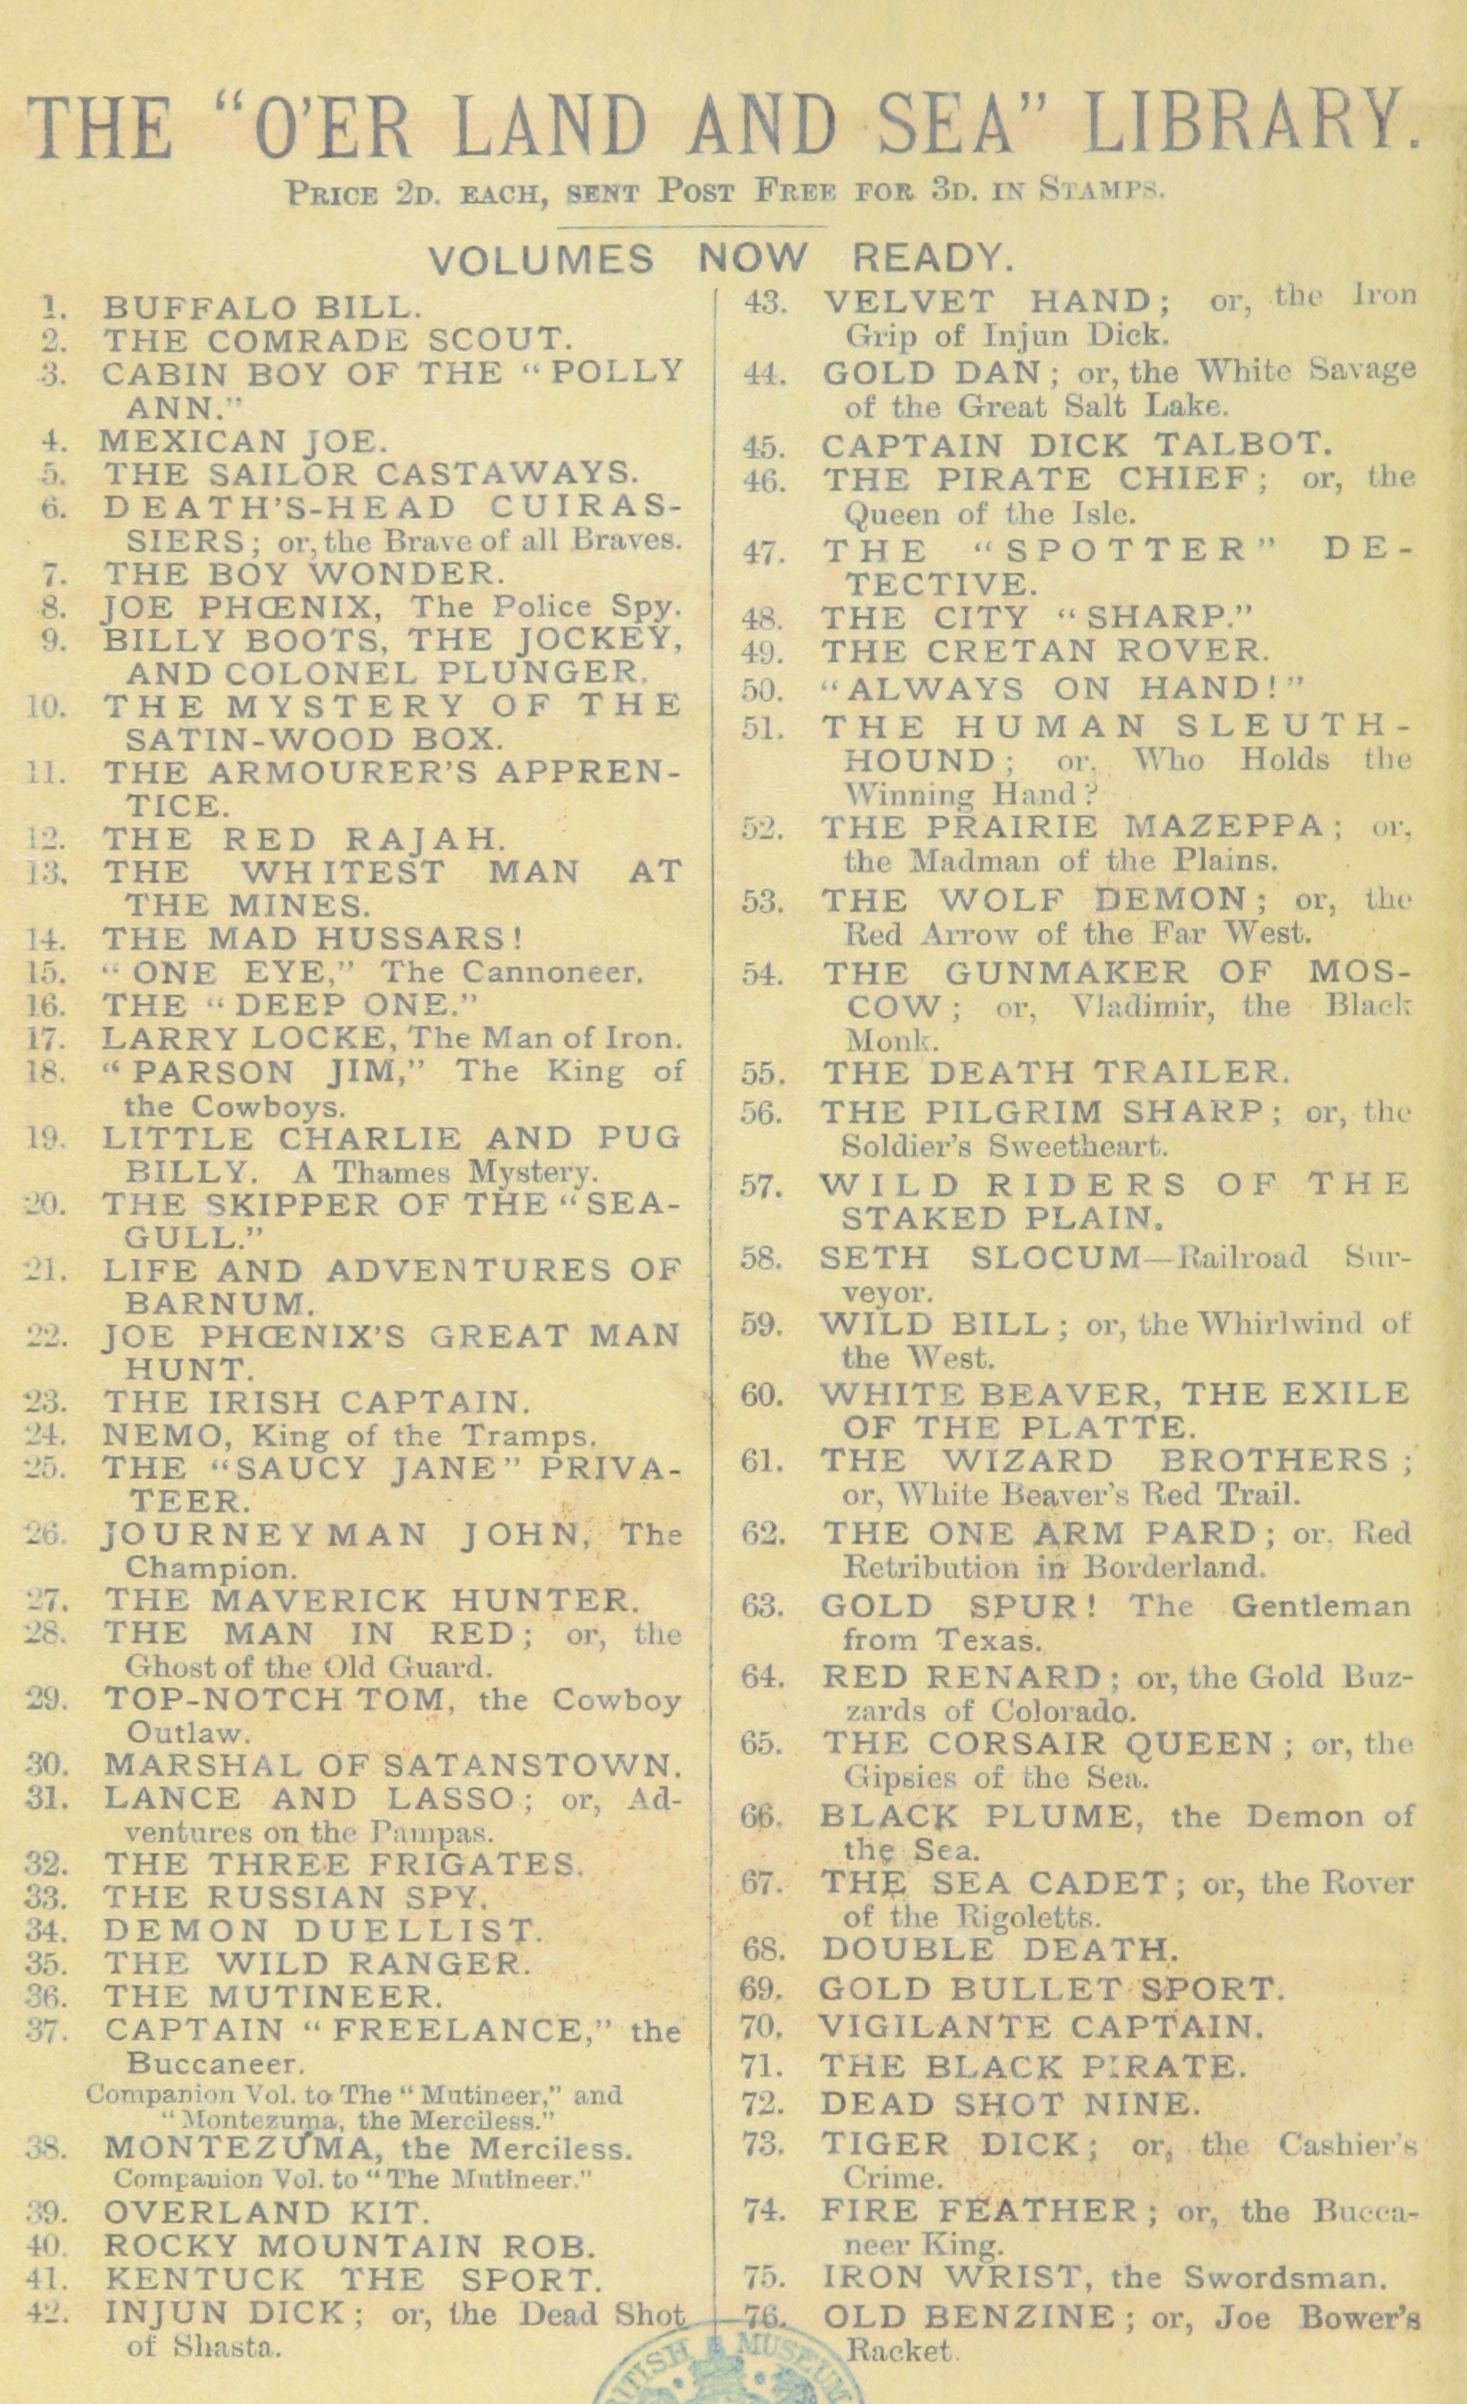 THE "O'ER LAND AND SEA" LIBRARY.
PRICE 2D. EACH, SENT POST FREE FOR 3D. IN STAMPS.
VOLUMES NOW READY.
1. BUFFALO BILL.
2. THE COMRADE SCOUT.
3. CABIN BOY OF THE "POLLY
ANN."
4. MEXICAN JOE.
5. THE SAILOR CASTAWAYS.
6. DEATH'S-HEAD CUIRAS-
SIERS; or, the Brave of all Braves.
7. THE BOY WONDER.
8. JOE PHŒNIX, The Police Spy.
9. BILLY BOOTS, THE JOCKEY,
AND COLONEL PLUNGER.
10. THE MYSTERY OF THE
SATIN-WOOD BOX.
11. THE ARMOURER'S APPREN-
TICE.
12. THE RED RAJAH.
13. THE WHITEST MAN AT
THE MINES.
14. THE MAD HUSSARS!
15. "ONE EYE," The Cannoneer.
16. THE "DEEP ONE."
17. LARRY LOCKE, The Man of Iron.
18. "PARSON JIM," The King of
the Cowboys.
19. LITTLE CHARLIE AND PUG
BILLY. A Thames Mystery.
20. THE SKIPPER OF THE "SEA-
GULL."
21. LIFE AND ADVENTURES OF
BARNUM.
22. JOE PHŒNIX'S GREAT MAN
HUNT.
23. THE IRISH CAPTAIN.
24. NEMO, King of the Tramps.
25. THE "SAUCY JANE" PRIVA-
TEER.
26. JOURNEYMAN JOHN, The
Champion.
27. THE MAVERICK HUNTER.
28. THE MAN IN RED; or, the
Ghost of the Old Guard.
29. TOP-NOTCH TOM, the Cowboy
Outlaw.
30. MARSHAL OF SATANSTOWN.
31. LANCE AND LASSO; or, Ad-
ventures on the Pampas.
32. THE THREE FRIGATES.
33. THE RUSSIAN SPY.
34. DEMON DUELLIST.
35. THE WILD RANGER.
36. THE MUTINEER.
37. CAPTAIN "FREELANCE," the
Buccaneer.
Companion Vol. to The "Mutineer," and
"Montezuma, the Merciless."
38. MONTEZUMA, the Merciless.
Companion Vol. to "The Mutineer."
39. OVERLAND KIT.
40. ROCKY MOUNTAIN ROB.
41. KENTUCK THE SPORT.
42. INJUN DICK; or, the Dead Shot
of Shasta.
43. VELVET HAND; or, the Iron
Grip of Injun Dick.
44. GOLD DAN; or, the White Savage
of the Great Salt Lake.
45. CAPTAIN DICK TALBOT.
46. THE PIRATE CHIEF; or, the
Queen of the Isle.
47. THE "SPOTTER" DE-
TECTIVE.
48. THE CITY "SHARP."
49. THE CRETAN ROVER.
50. "ALWAYS ON HAND!"
51. THE HUMAN SLEUTH-
HOUND; or, Who Holds the
Winning Hand?
52. THE PRAIRIE MAZEPPA; or,
the Madman of the Plains.
53. THE WOLF DEMON; or, the
Red Arrow of the Far West.
54. THE GUNMAKER OF MOS-
COW; or, Vladimir, the Black
Monk.
55. THE DEATH TRAILER.
56. THE PILGRIM SHARP; or, the
Soldier's Sweetheart.
57. WILD RIDERS OF THE
STAKED PLAIN.
58. SETH SLOCUM—Railroad Sur-
veyor.
59. WILD BILL; or, the Whirlwind of
the West.
60. WHITE BEAVER, THE EXILE
OF THE PLATTE.
61. THE WIZARD BROTHERS;
or, White Beaver's Red Trail.
62. THE ONE ARM PARD; or, Red
Retribution in Borderland.
63. GOLD SPUR! The Gentleman
from Texas.
64. RED RENARD; or, the Gold Buz-
zards of Colorado.
65. THE CORSAIR QUEEN; or, the
Gipsies of the Sea.
66. BLACK PLUME, the Demon of
the Sea.
67. THE SEA CADET; or, the Rover
of the Rigoletts.
68. DOUBLE DEATH.
69. GOLD BULLET SPORT.
70. VIGILANTE CAPTAIN.
71. THE BLACK PIRATE.
72. DEAD SHOT NINE.
73. TIGER DICK; or, the Cashier's
Crime.
74. FIRE FEATHER; or, the Bucca-
neer King.
75. IRON WRIST, the Swordsman.
76. OLD BENZINE; or, Joe Bower's
Racket.
BRITISH MUSEUM